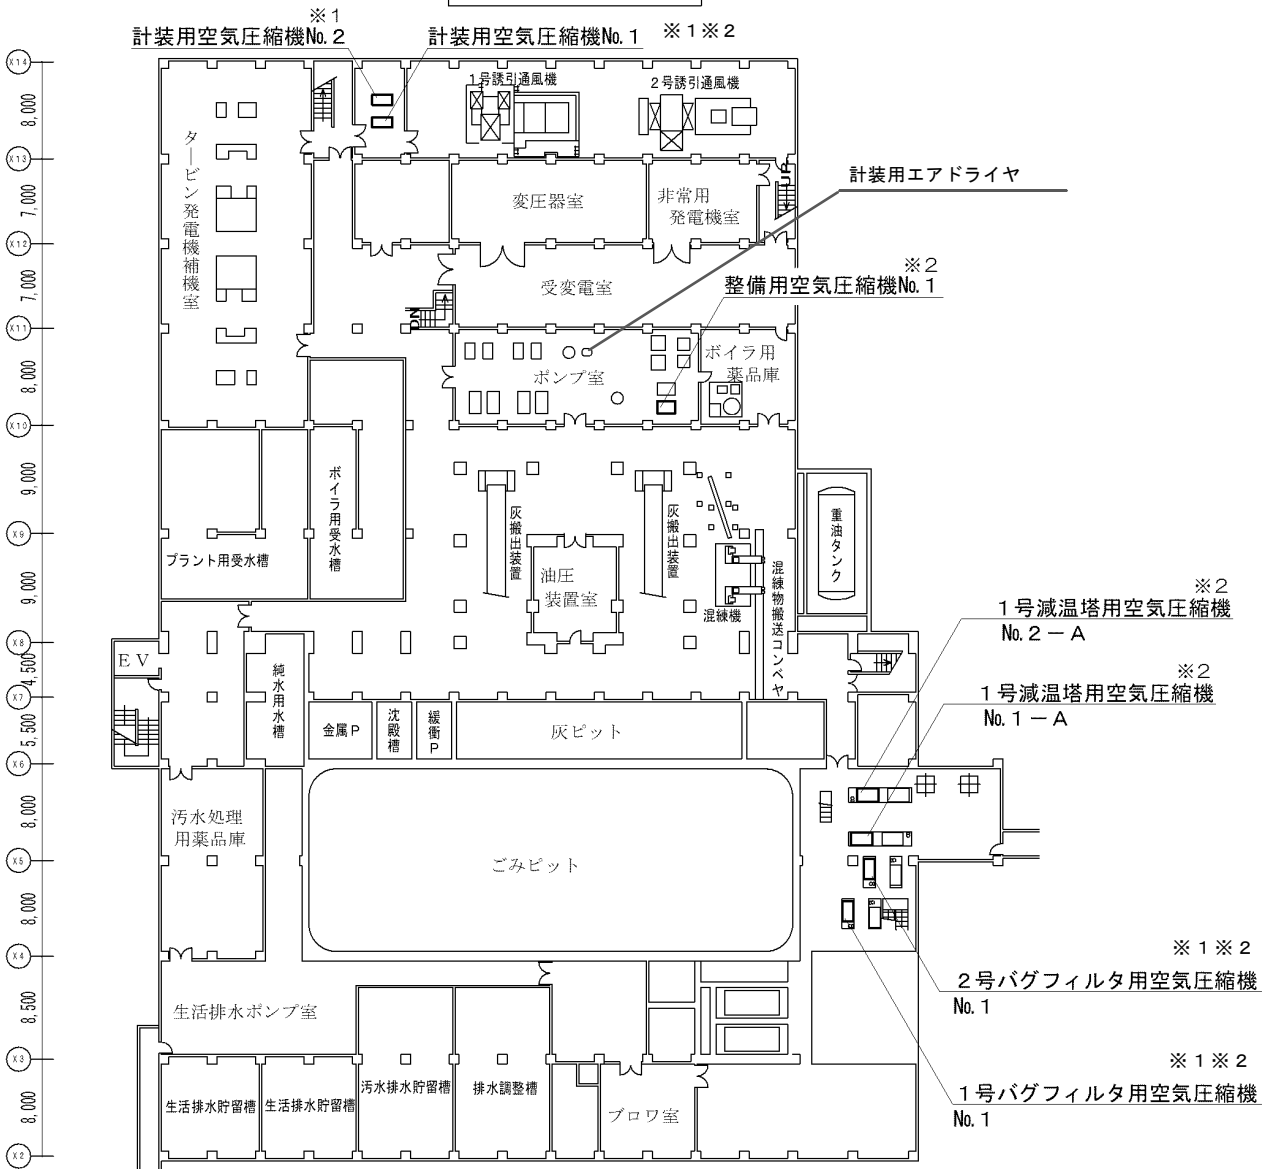 ※1
計装用空気圧縮機No.2
計装用空気圧縮機No.1
※1※2
X14
8,000
X13
7,000
X12
7,000
X11
8,000
X10
9,000
X9
9,000
X8
4,500
X7
5,500
X6
8,000
X5
8,000
X4
8,500
X3
8,000
X2
タービン発電機補機室
1号誘引通風機
2号誘引通風機
変圧器室
非常用
発電機室
UP
計装用エアドライヤ
受変電室
※2
整備用空気圧縮機No.1
DN
ポンプ室
ボイラ用
薬品庫
プラント用受水槽
ボイラ用受水槽
灰搬出装置
灰搬出装置
油圧
装置室
混練機
混練物搬送コンベヤ
重油タンク
※2
1号減温塔用空気圧縮機
No.2-A
※2
1号減温塔用空気圧縮機
No.1-A
EV
純水用水槽
金属P
沈殿槽
緩衝P
灰ピット
汚水処理
用薬品庫
ごみピット
※1※2
2号バグフィルタ用空気圧縮機
No.1
※1※2
1号バグフィルタ用空気圧縮機
No.1
生活排水ポンプ室
生活排水貯留槽
生活排水貯留槽
汚水排水貯留槽
排水調整槽
ブロワ室